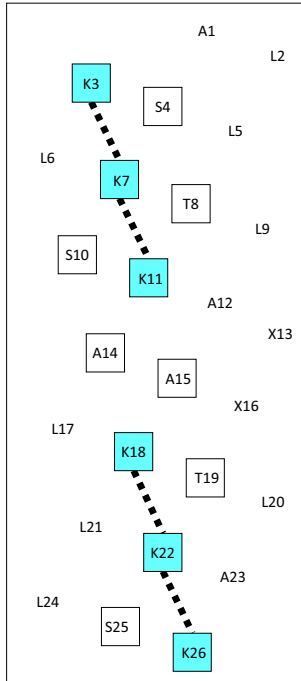 A1
L2
K3
S4
L5
L6
K7
T8
L9
S10
K11
A12
X13
A14
A15
X16
L17
K18
T19
L20
L21
K22
A23
L24
S25
K26